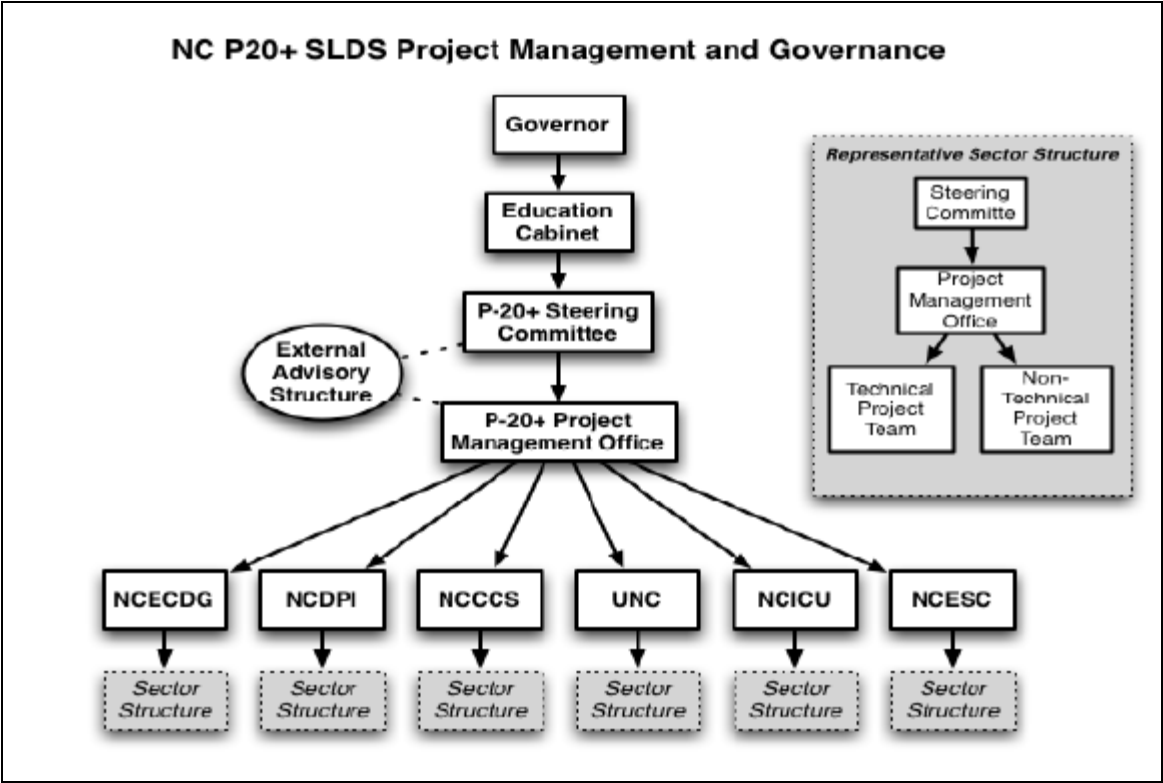 NC P20+ SLDS Project Management and Governance
Governor
Education
Cabinet
P-20+ Steering
Committee
External
Advisory
Structure
P-20+ Project
Management Office
NCECDG
NCDPI
NCCCS
UNC
NCICU
NCESC
Sector
Structure
Sector
Structure
Sector
Structure
Sector
Structure
Sector
Structure
Sector
Structure
Representative Sector Structure
Steering
Committe
Project
Management
Office
Technical
Project
Team
Non-
Technical
Project
Team